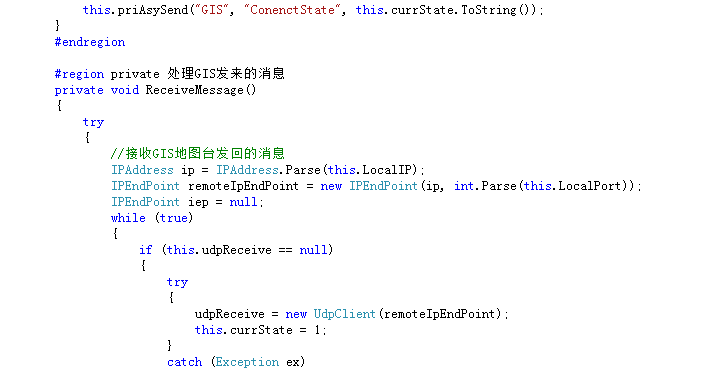 this.priAsySend("GIS", "ConenctState", this.currState.ToString());
}
#endregion
#region private 处理GIS发来的消息
private void ReceiveMessage()
{
try
{
//接收GIS地图台发回的消息
IPAddress ip = IPAddress.Parse(this.LocalIP);
IPEndPoint remoteIpEndPoint = new IPEndPoint(ip, int.Parse(this.LocalPort));
IPEndPoint iep = null;
while (true)
{
if (this.udpReceive == null)
{
try
{
udpReceive = new UdpClient(remoteIpEndPoint);
this.currState = 1;
}
catch (Exception ex)